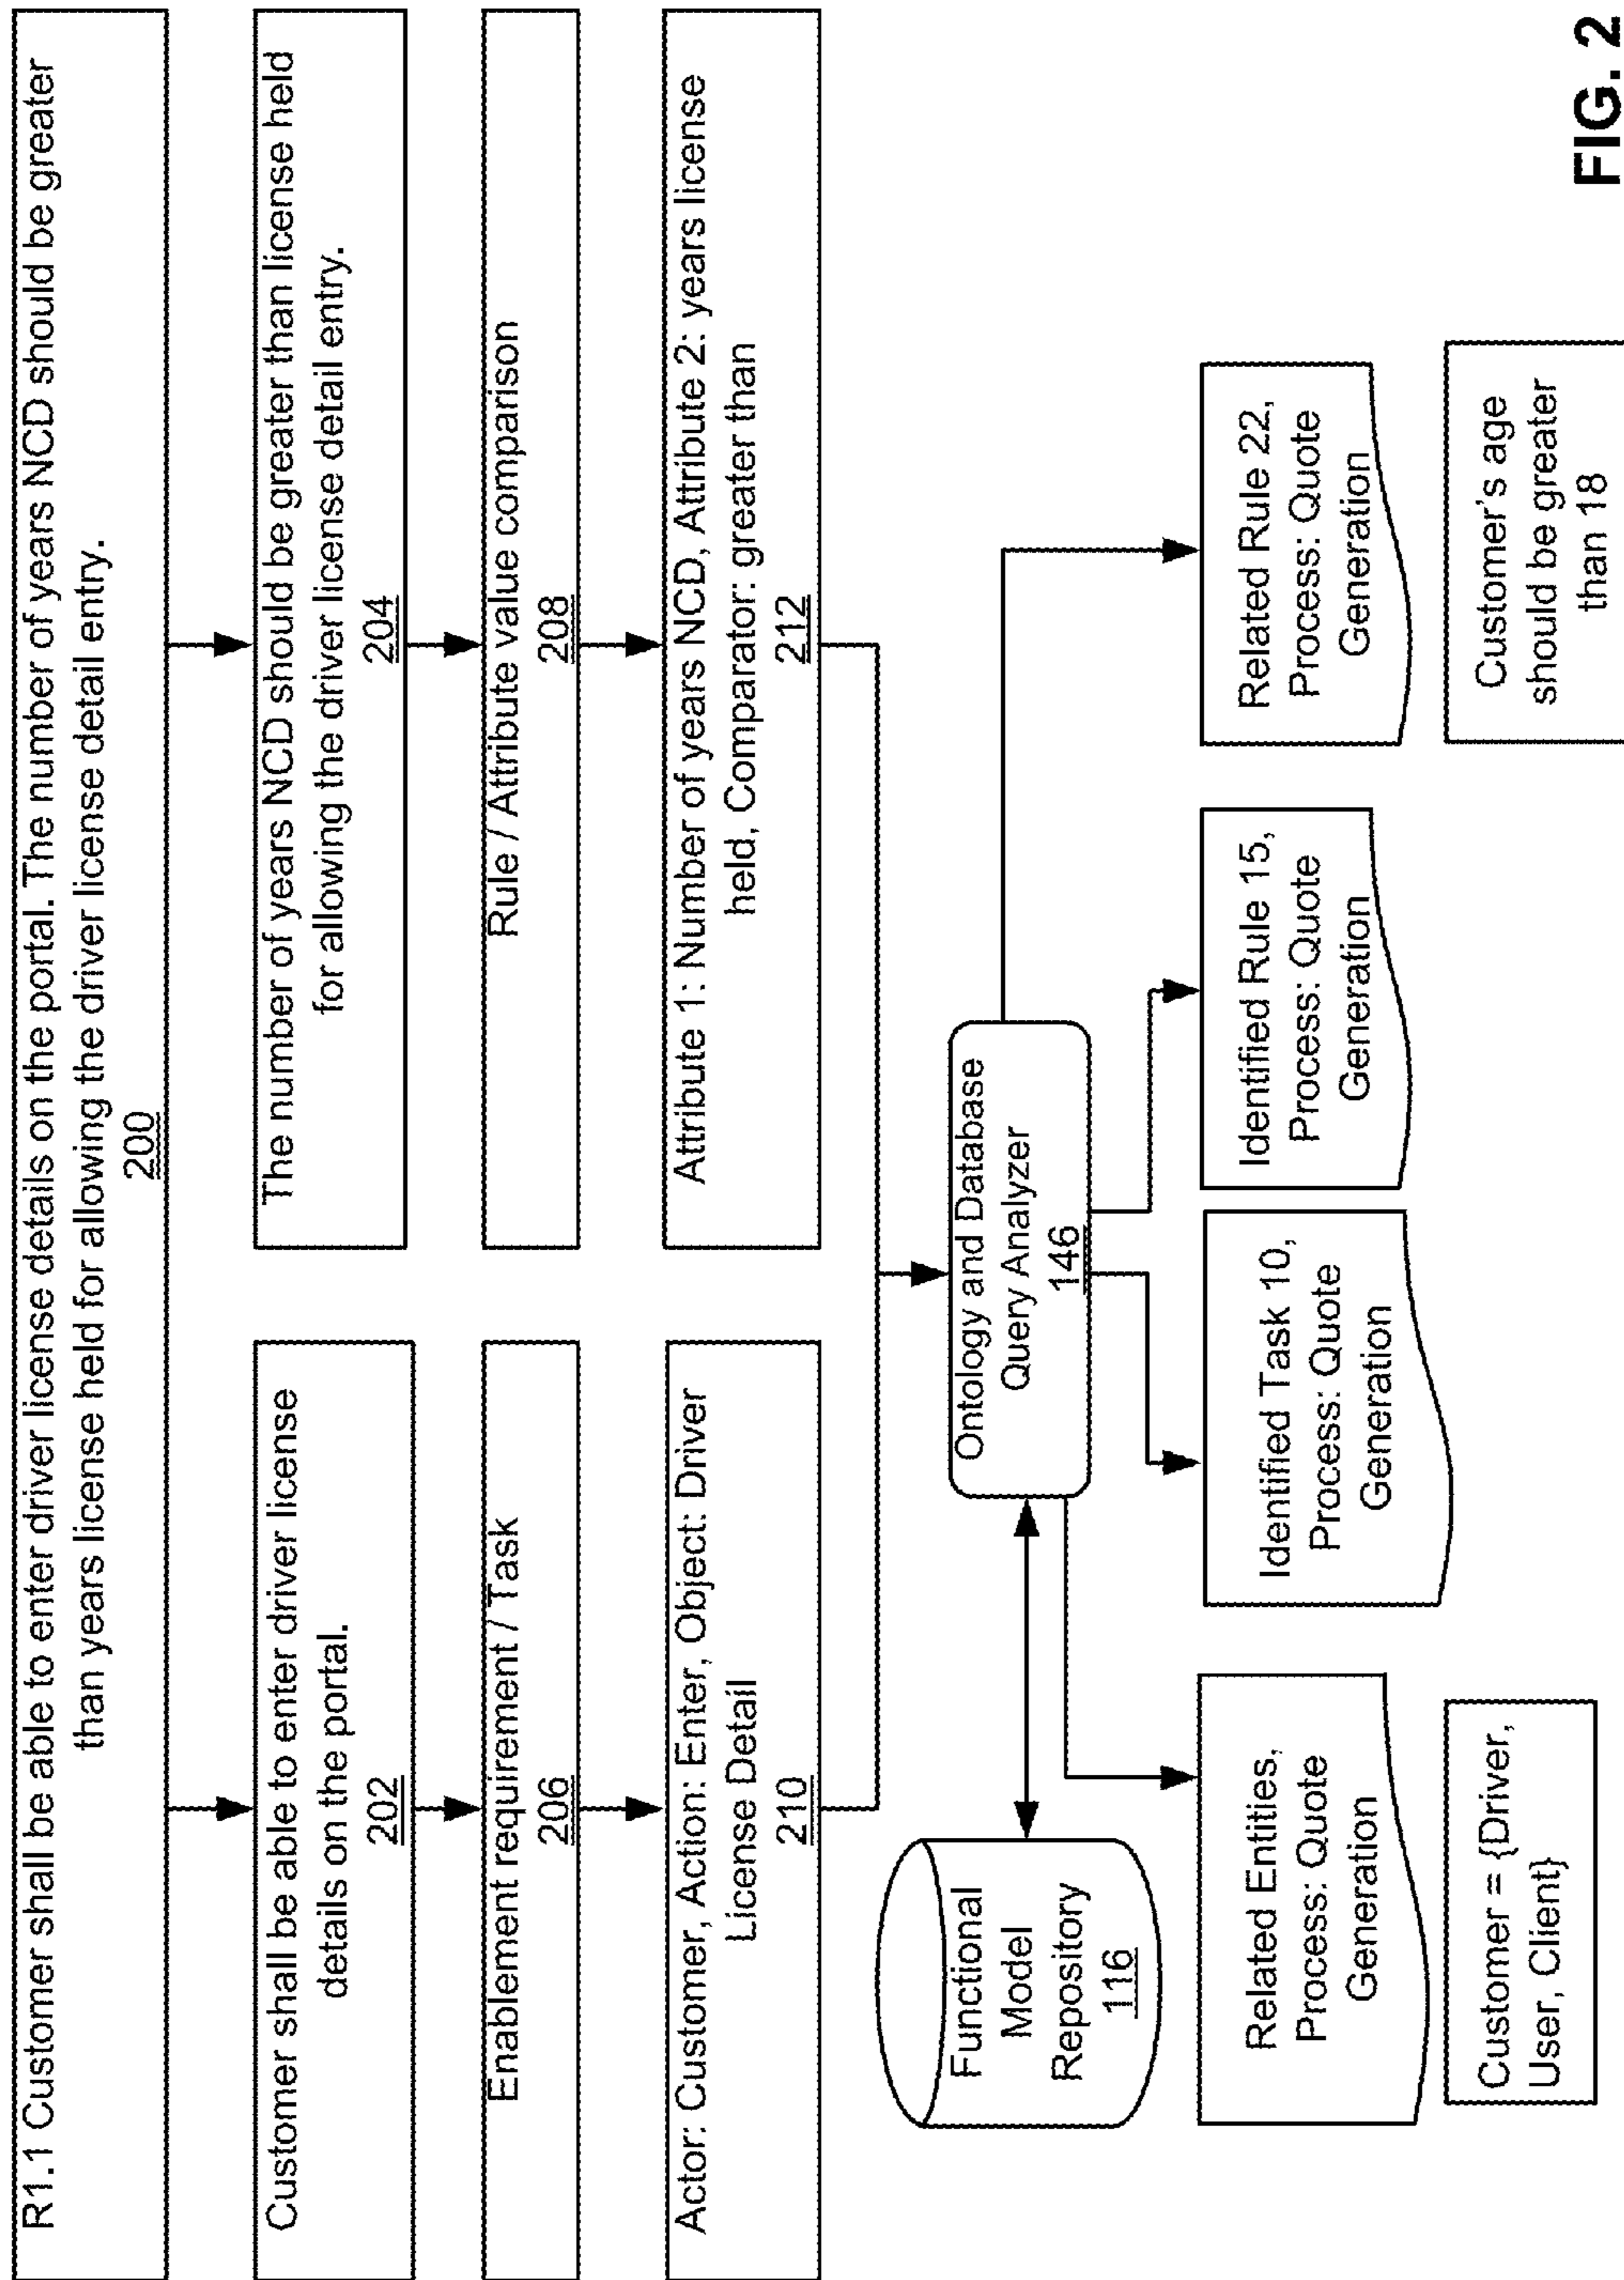 R1.1 Customer shall be able to enter driver license details on the portal. The number of years NCD should be greater
than years license held for allowing the driver license detail entry.
200
Customer shall be able to enter driver license
details on the portal.
202
The number of years NCD should be greater than license held
for allowing the driver license detail entry.
204
Enablement requirement / Task
206
Rule / Attribute value comparison
208
Actor: Customer, Action: Enter, Object: Driver
License Detail
210
Attribute 1: Number of years NCD, Attribute 2: years license
held, Comparator: greater than
212
Functional
Model
Repository
116
Ontology and Database
Query Analyzer
146
Related Entities,
Process: Quote
Generation
Identified Task 10,
Process: Quote
Generation
Identified Rule 15,
Process: Quote
Generation
Related Rule 22,
Process: Quote
Generation
Customer = {Driver,
User, Client}
Customer's age
should be greater
than 18
FIG. 2